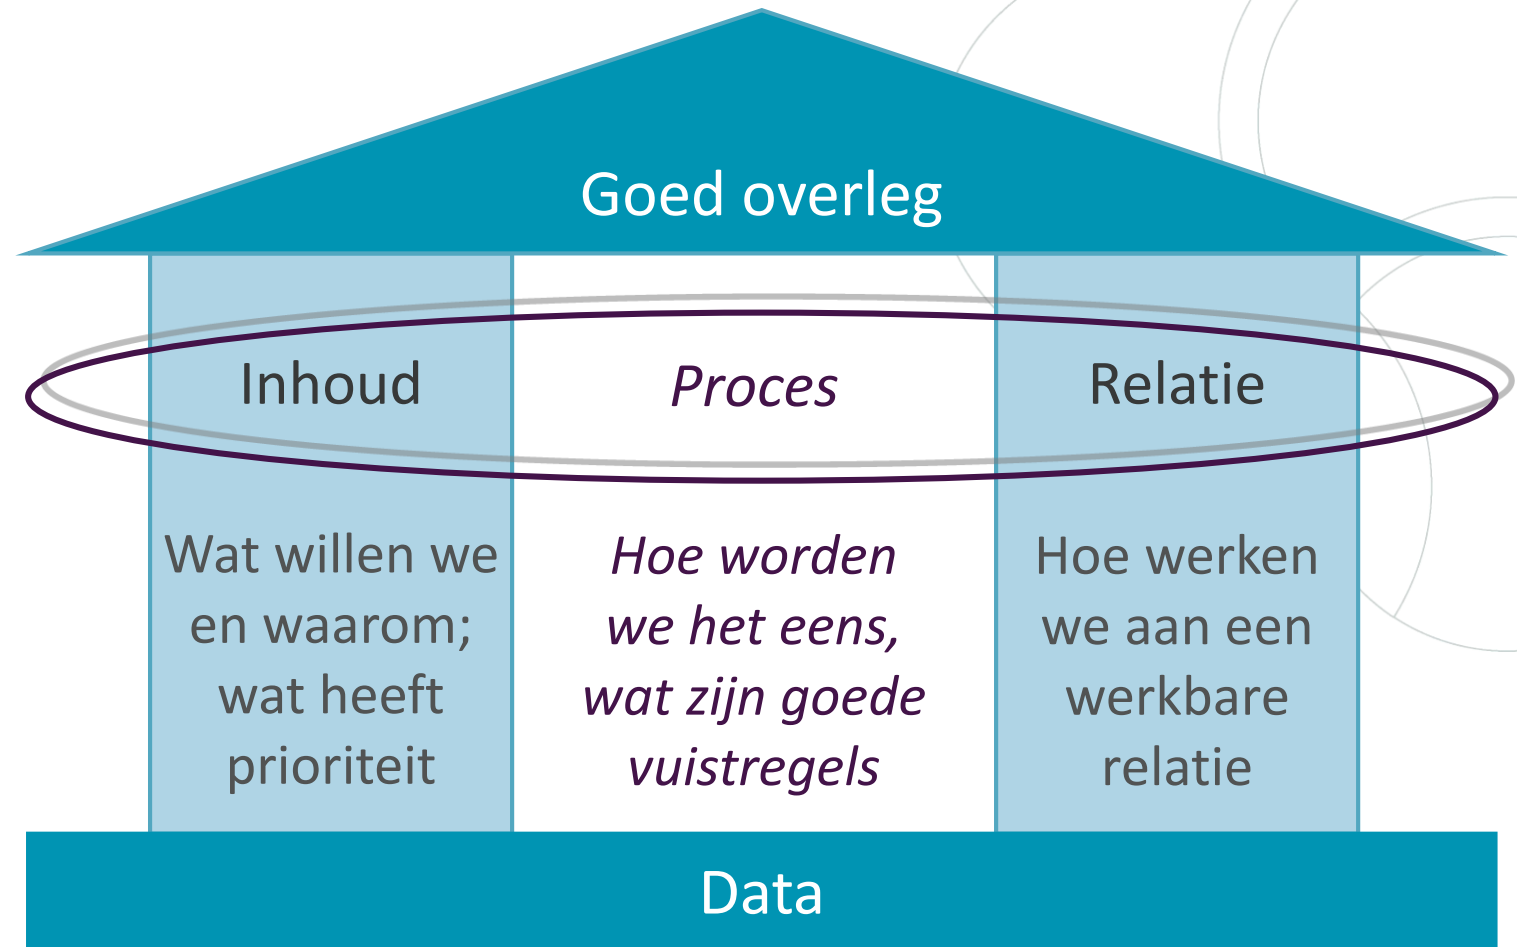 Goed overleg
Inhoud
Wat willen we
en waarom;
wat heeft
prioriteit
Proces
Hoe worden
we het eens,
wat zijn goede
vuistregels
Relatie
Hoe werken
we aan een
werkbare
relatie
Data